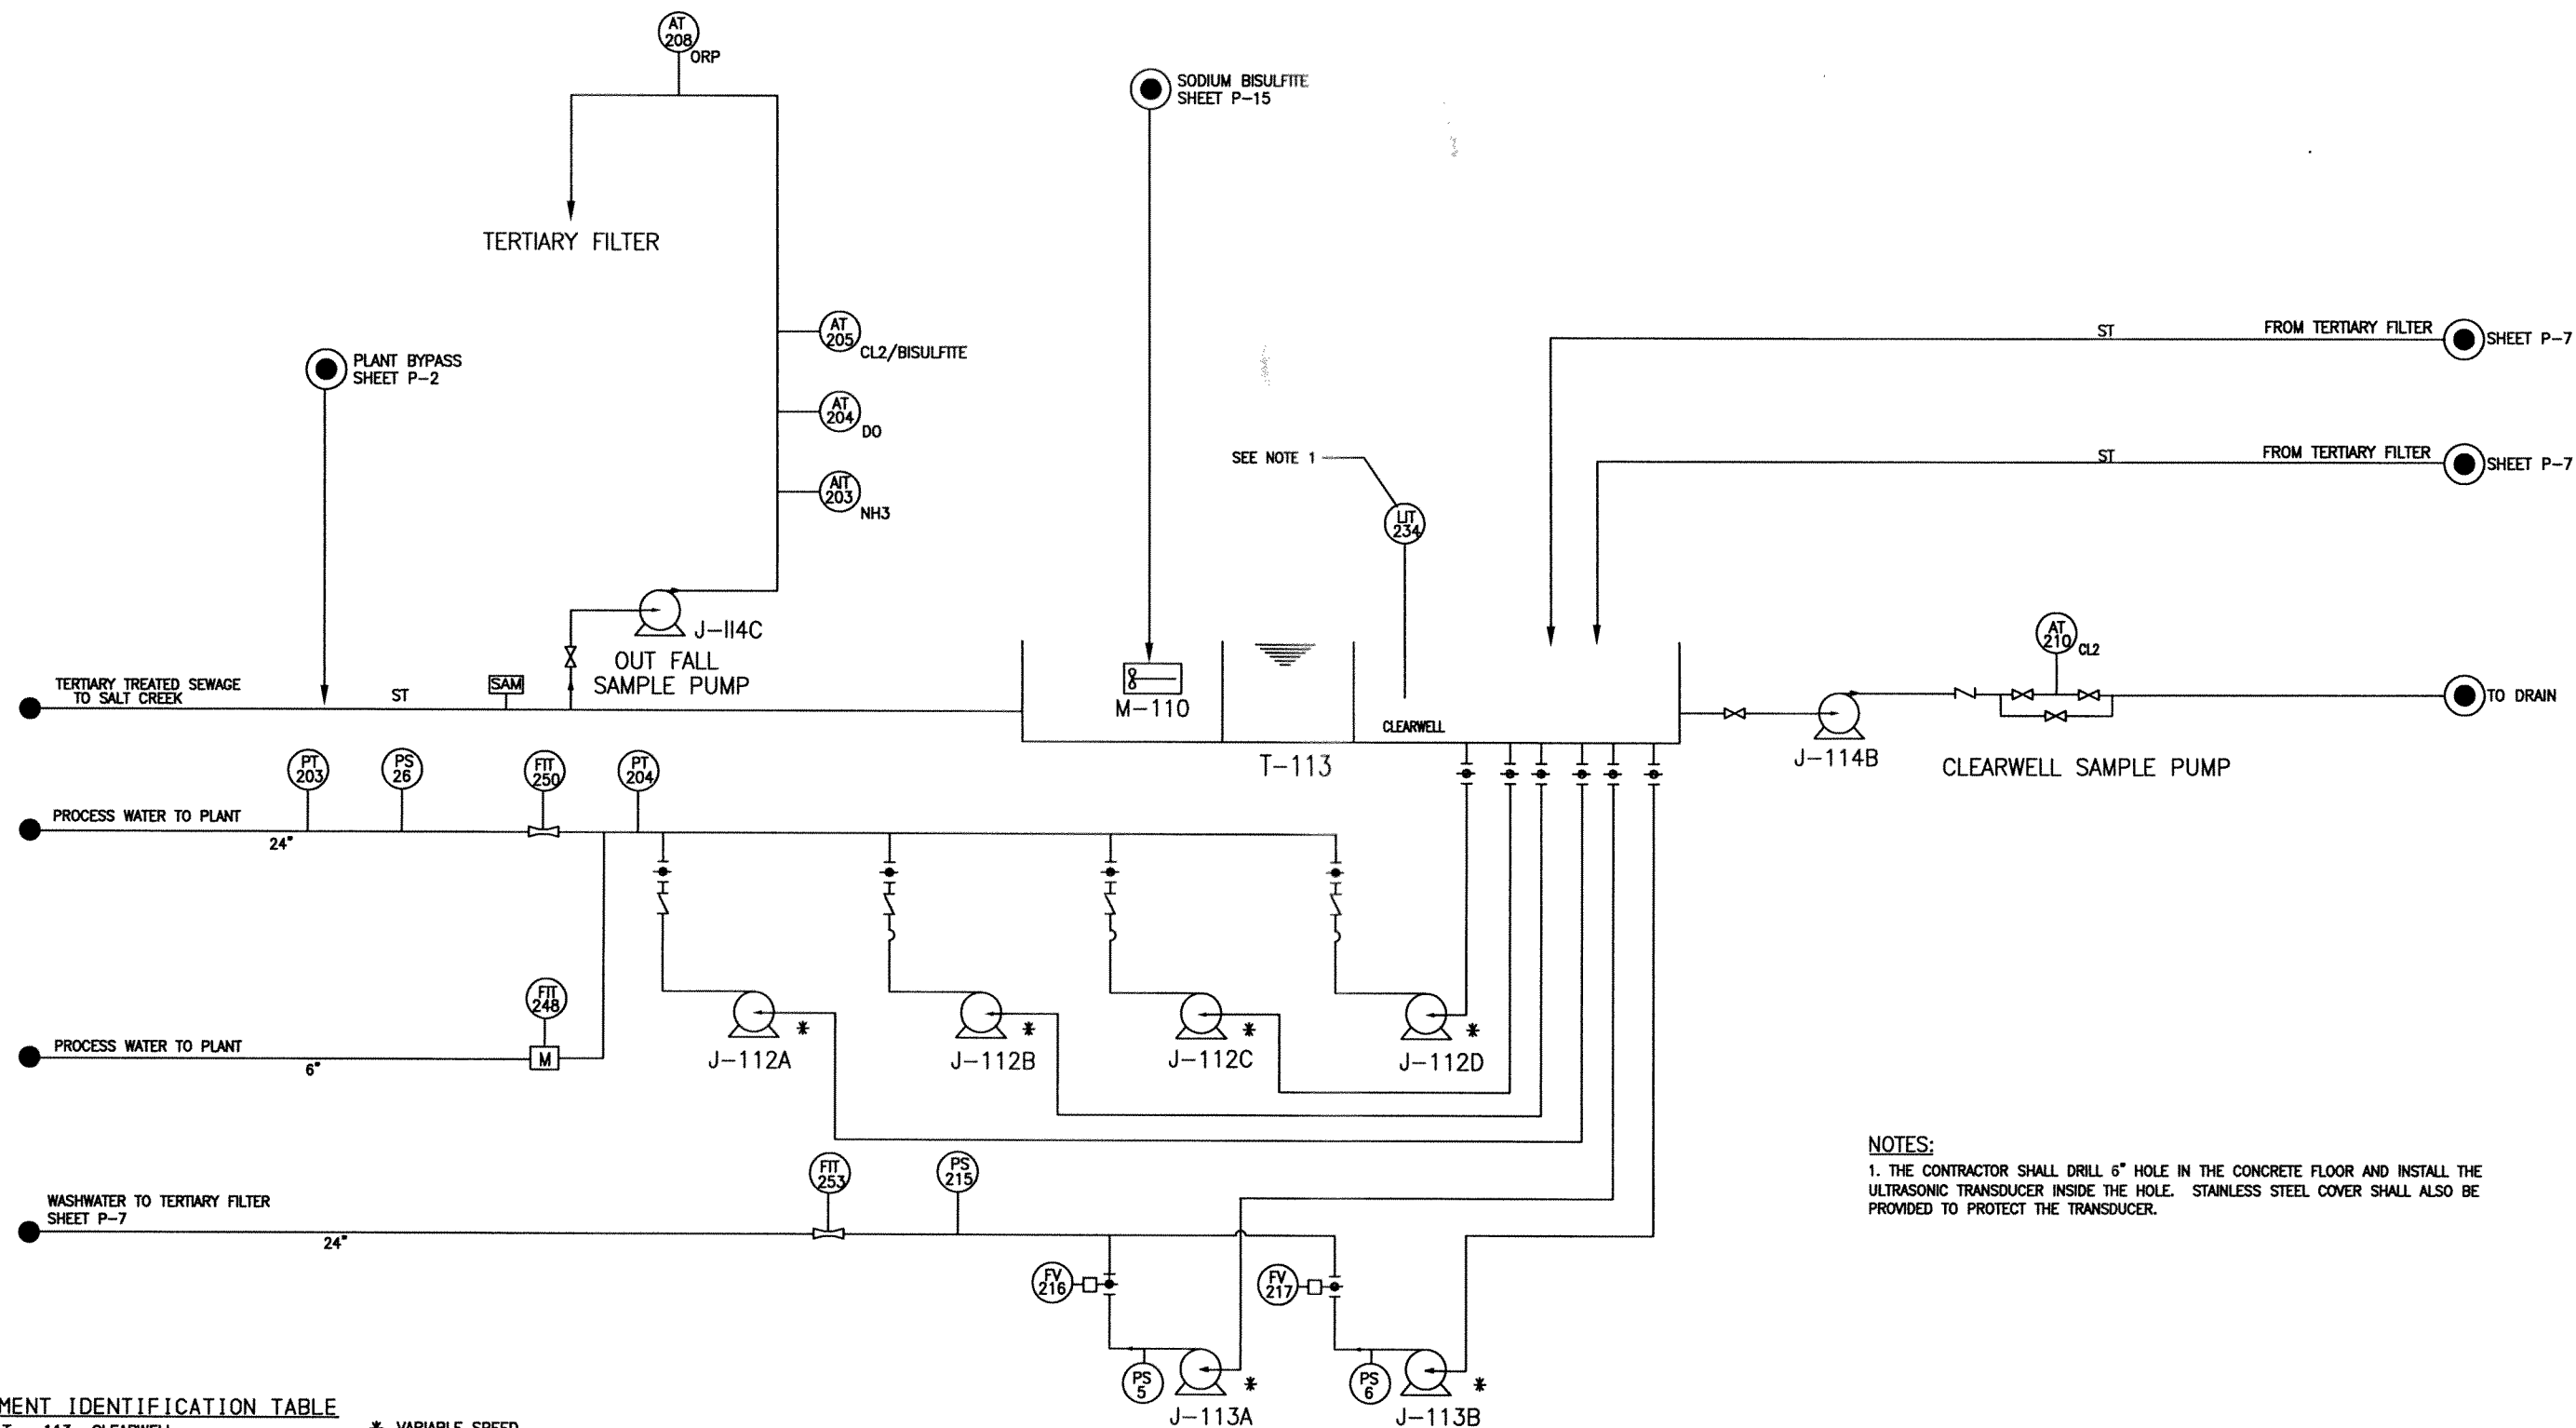 AT
208
ORP
SODIUM BISULFITE
SHEET P-15
TERTIARY FILTER
AT
205
CL2/BISULFITE
PLANT BYPASS
SHEET P-2
AT
204
DO
AIT
203
NH3
SEE NOTE 1
LIT
234
ST
FROM TERTIARY FILTER
SHEET P-7
ST
FROM TERTIARY FILTER
SHEET P-7
J-114C
OUT FALL
SAMPLE PUMP
AT
210
CL2
TERTIARY TREATED SEWAGE
TO SALT CREEK
ST
SAM
M-110
CLEARWELL
T-113
J-114B
TO DRAIN
CLEARWELL SAMPLE PUMP
PT
203
PS
26
FIT
250
PT
204
PROCESS WATER TO PLANT
24"
FIT
248
PROCESS WATER TO PLANT
6"
M
*
J-112A
*
J-112B
*
J-112C
*
J-112D
WASHWATER TO TERTIARY FILTER
SHEET P-7
24"
FIT
253
PS
215
FV
216
FV
217
PS
5
*
J-113A
PS
6
*
J-113B
NOTES:
1. THE CONTRACTOR SHALL DRILL 6" HOLE IN THE CONCRETE FLOOR AND INSTALL THE
ULTRASONIC TRANSDUCER INSIDE THE HOLE. STAINLESS STEEL COVER SHALL ALSO BE
PROVIDED TO PROTECT THE TRANSDUCER.
MENT IDENTIFICATION TABLE
T-113 CLEARWELL
* VARIABLE SPEED